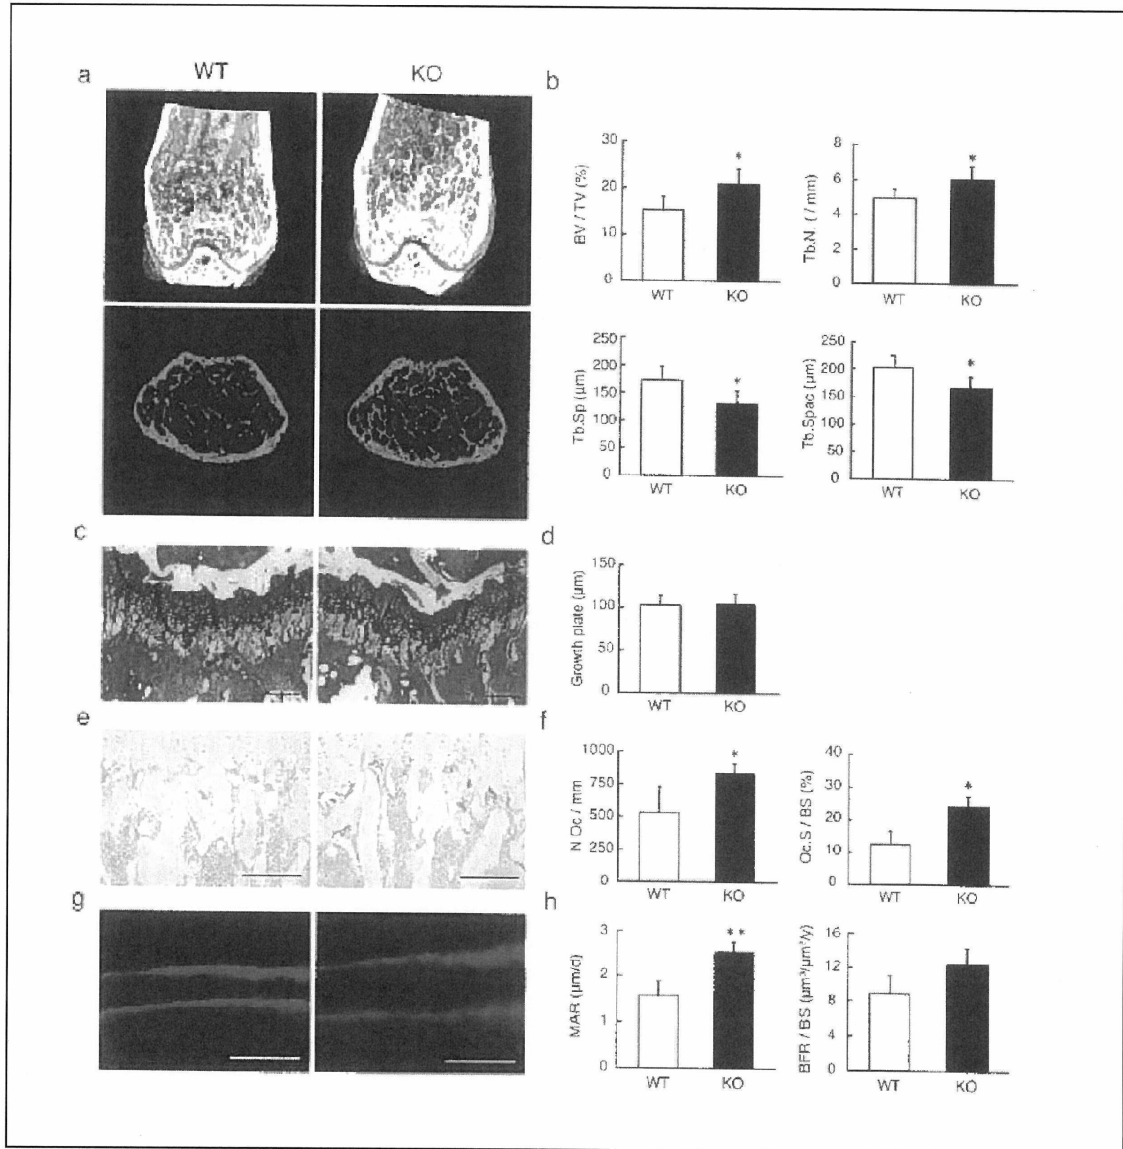 a WT KO b
30
20
10
0
BV / TV (%)
*
WT KO
8
6
4
2
0
Tb.N. ( / mm)
*
WT KO
250
200
150
100
50
0
Tb.Sp (µm)
*
WT KO
250
200
150
100
50
0
Tb.Spac (µm)
*
WT KO
c d
150
100
50
0
Growth plate (µm)
WT KO
e f
1000
750
500
250
0
N.Oc / mm
*
WT KO
40
30
20
10
0
Oc.S / BS (%)
*
WT KO
g h
3
2
1
0
MAR (µm/d)
**
WT KO
16
12
8
4
0
BFR / BS (µm³/µm²/y)
WT KO